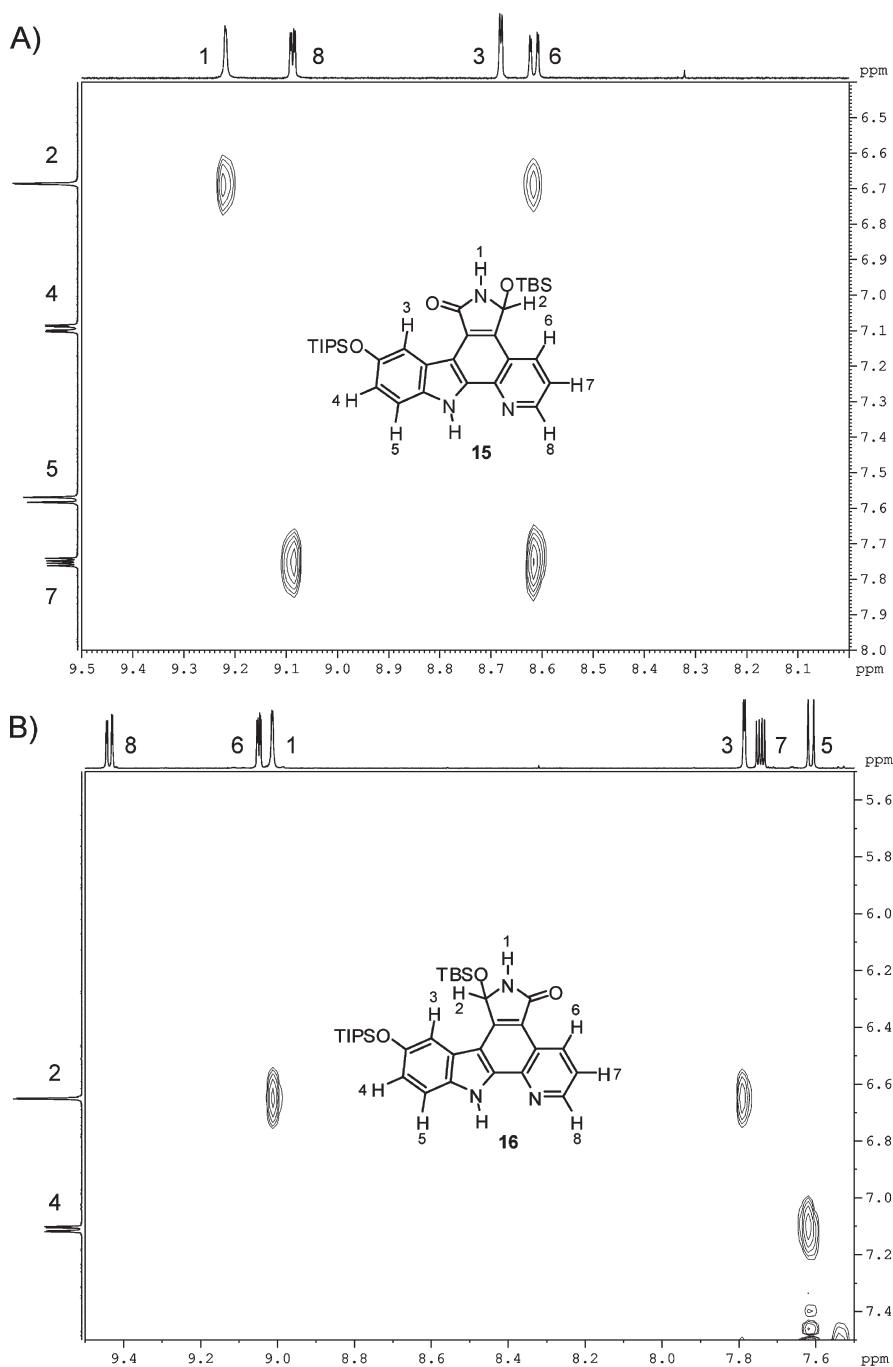 A)
1 8 3 6
ppm
2
4
5
7
6.5
6.6
6.7
6.8
6.9
7.0
7.1
7.2
7.3
7.4
7.5
7.6
7.7
7.8
7.9
8.0
1
H
OTBS
O N H 2
3
H
6
H
TIPSO
H 7
4 H
N
N
H
H
H
5
8
15
9.5 9.4 9.3 9.2 9.1 9.0 8.9 8.8 8.7 8.6 8.5 8.4 8.3 8.2 8.1 ppm
B)
8 6 1 3 7 5
ppm
2
4
5.6
5.8
6.0
6.2
6.4
6.6
6.8
7.0
7.2
7.4
1
H
TBSO
H N O
2
3
H
6
H
TIPSO
H 7
4 H
N
N
H
H
H
5
8
16
9.4 9.2 9.0 8.8 8.6 8.4 8.2 8.0 7.8 7.6 ppm